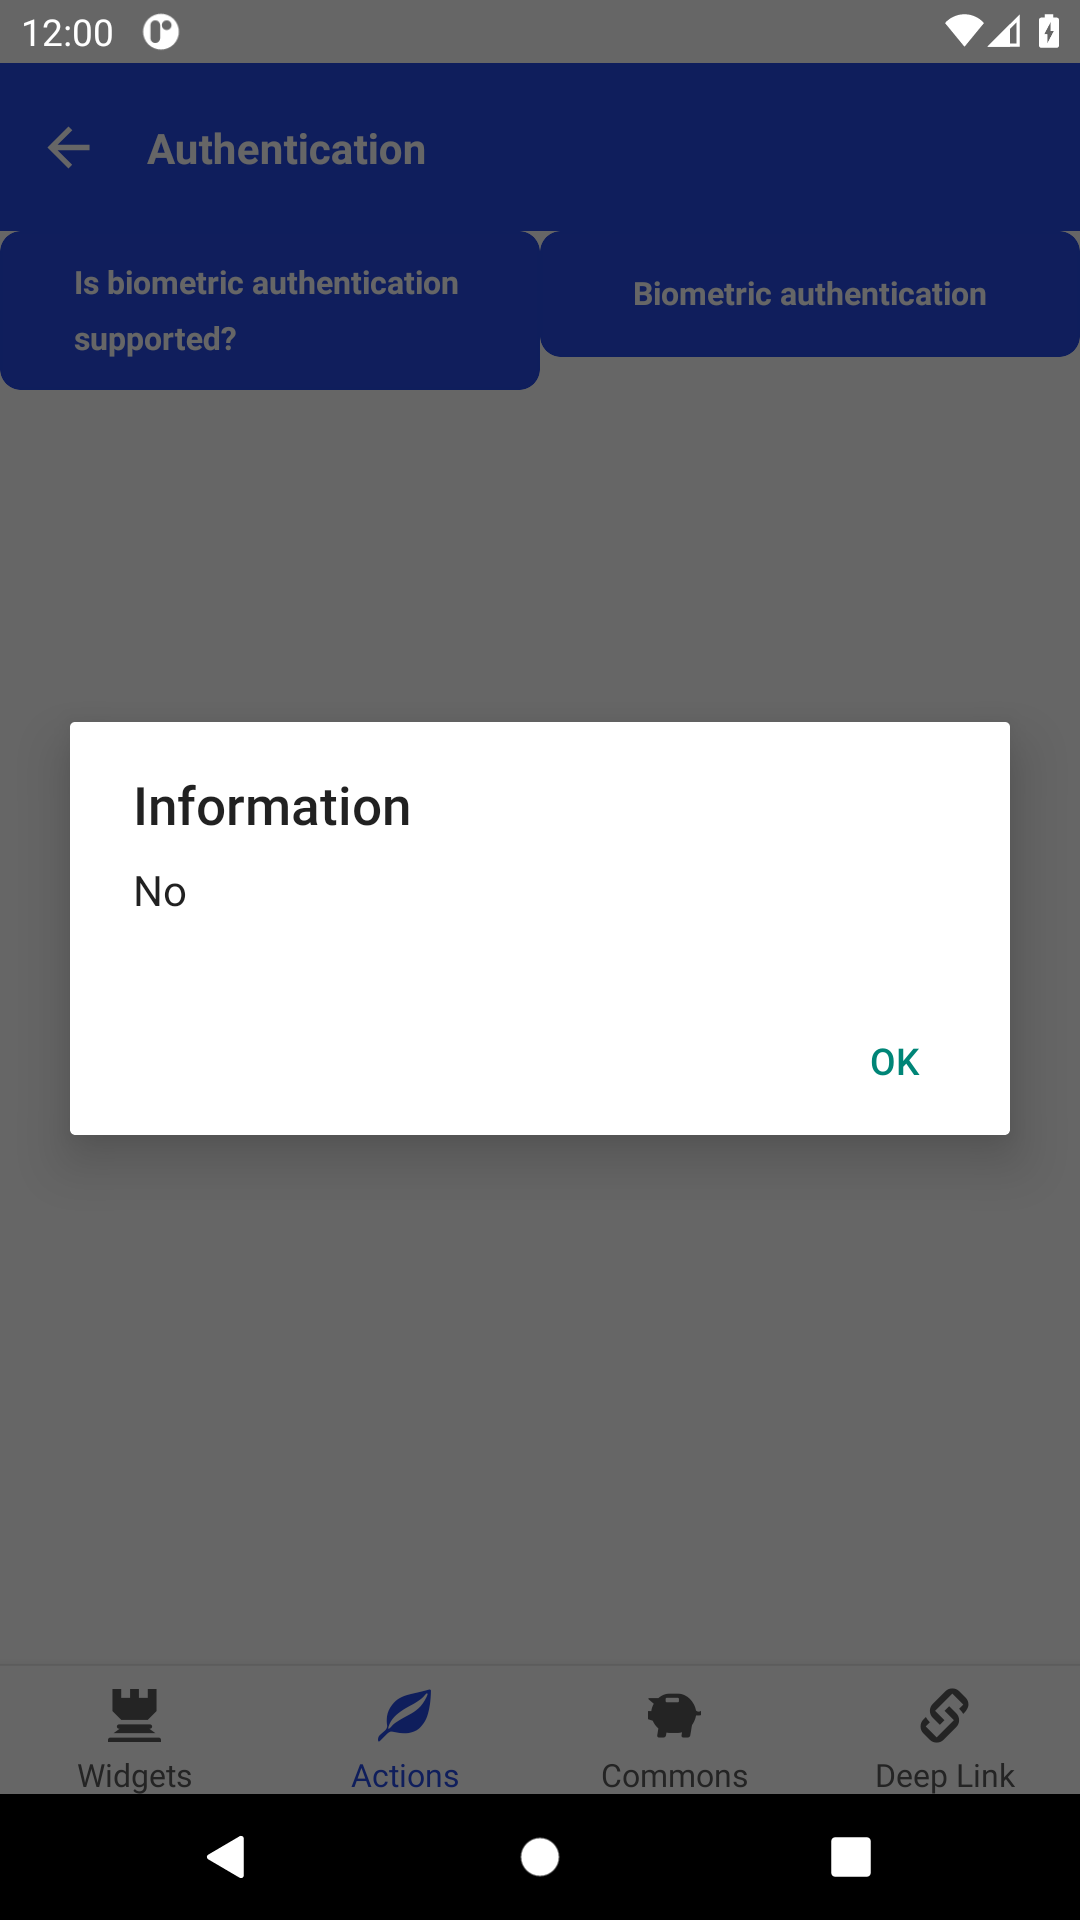 12:00
Authentication
Is biometric authentication
supported?
Biometric authentication
Information
No
OK
Widgets
Actions
Commons
Deep Link